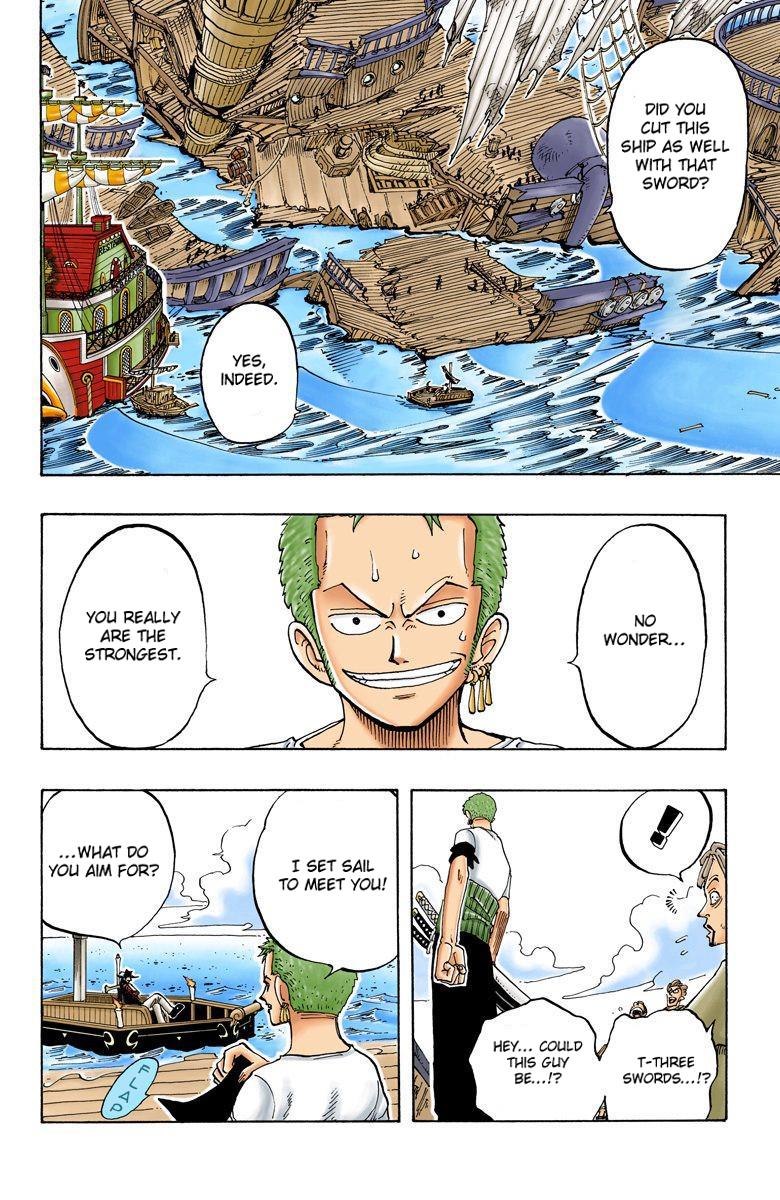 DID YOU
CUT THIS
SHIP AS WELL
WITH THAT
SWORD?
YES,
INDEED.
NO
WONDER...
YOU REALLY
ARE THE
STRONGEST.
!
T-THREE
SWORDS...!?
HEY... COULD
THIS GUY
BE...!?
I SET SAIL
TO MEET YOU!
...WHAT DO
YOU AIM FOR?
FLAP